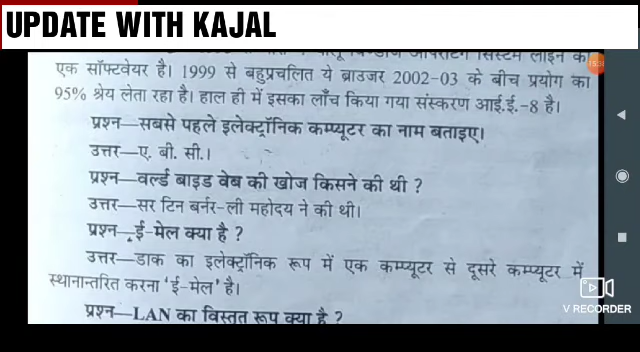 UPDATE WITH KAJAL
सिस्टम लाइन का
एक सॉफ्टवेयर है। 1999 से बहुप्रचलित ये ब्राउजर 2002-03 के बीच प्रयोग का
95% श्रेय लेता रहा है। हाल ही में इसका लाँच किया गया संस्करण आई.ई.-8 है।
प्रश्न—सबसे पहले इलेक्ट्रॉनिक कम्प्यूटर का नाम बताइए।
उत्तर—ए. बी. सी.।
प्रश्न—वर्ल्ड बाइड वेब की खोज किसने की थी ?
उत्तर—सर टिन बर्नर-ली महोदय ने की थी।
प्रश्न—ई-मेल क्या है ?
उत्तर—डाक का इलेक्ट्रॉनिक रूप में एक कम्प्यूटर से दूसरे कम्प्यूटर में
स्थानान्तरित करना 'ई-मेल' है।
प्रश्न—LAN का विस्तृत रूप क्या है ?
V RECORDER